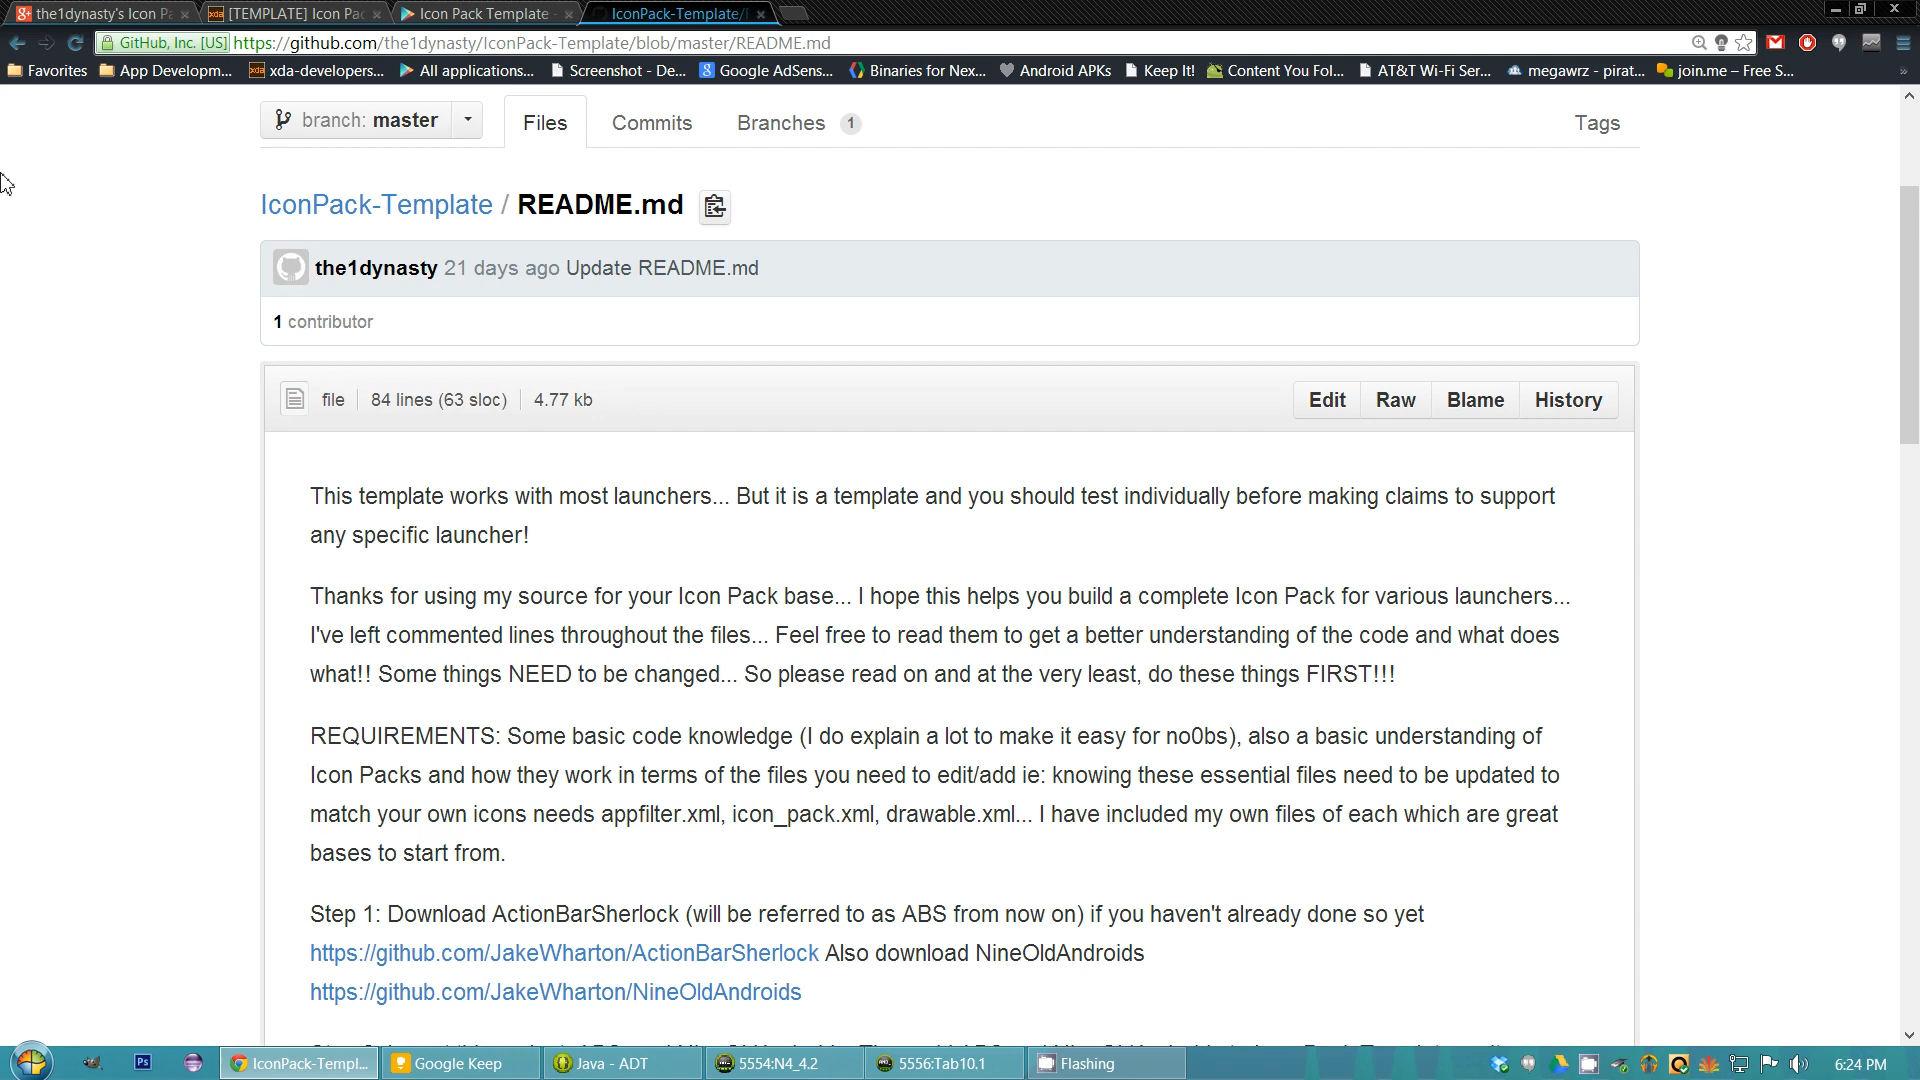 the1dynasty's Icon Pa
[TEMPLATE] Icon Pac
Icon Pack Template -
IconPack-Template/
GitHub, Inc. [US] https://github.com/the1dynasty/IconPack-Template/blob/master/README.md
Favorites App Developm... xda-developers... All applications... Screenshot - De... Google AdSens... Binaries for Nex... Android APKs Keep It! Content You Fol... AT&T Wi-Fi Ser... megawrz - pirat... join.me – Free S... »
branch: master Files Commits Branches 1 Tags
IconPack-Template / README.md
the1dynasty 21 days ago Update README.md
1 contributor
file 84 lines (63 sloc) 4.77 kb Edit Raw Blame History
This template works with most launchers... But it is a template and you should test individually before making claims to support
any specific launcher!
Thanks for using my source for your Icon Pack base... I hope this helps you build a complete Icon Pack for various launchers...
I've left commented lines throughout the files... Feel free to read them to get a better understanding of the code and what does
what!! Some things NEED to be changed... So please read on and at the very least, do these things FIRST!!!
REQUIREMENTS: Some basic code knowledge (I do explain a lot to make it easy for no0bs), also a basic understanding of
Icon Packs and how they work in terms of the files you need to edit/add ie: knowing these essential files need to be updated to
match your own icons needs appfilter.xml, icon_pack.xml, drawable.xml... I have included my own files of each which are great
bases to start from.
Step 1: Download ActionBarSherlock (will be referred to as ABS from now on) if you haven't already done so yet
https://github.com/JakeWharton/ActionBarSherlock Also download NineOldAndroids
https://github.com/JakeWharton/NineOldAndroids
Ps IconPack-Templ... Google Keep Java - ADT 5554:N4_4.2 5556:Tab10.1 Flashing 6:24 PM